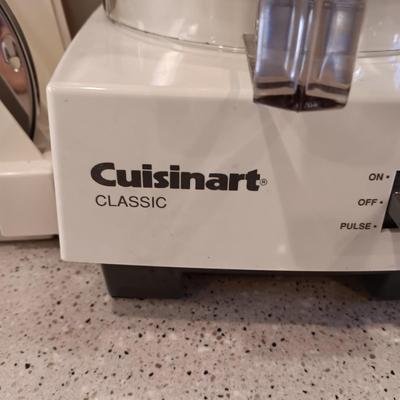 Cuisinart®
CLASSIC
ON •
OFF •
PULSE •